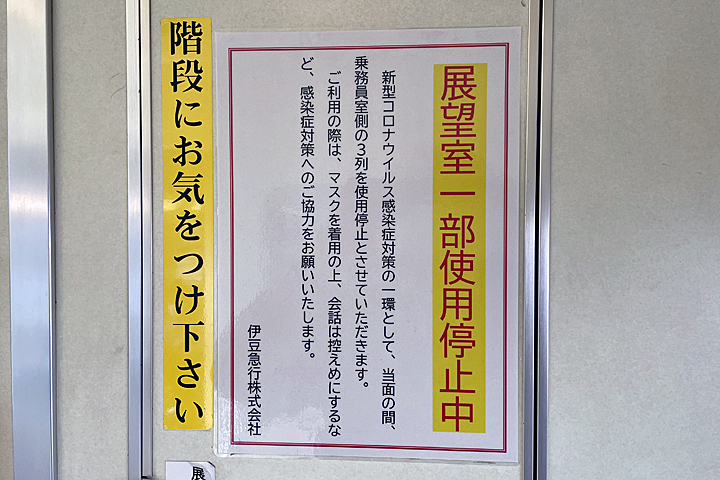 展望室一部使用停止中
新型コロナウイルス感染症対策の一環として、当面の間、
乗務員室側の3列を使用停止とさせていただきます。
ご利用の際は、マスクを着用の上、会話は控えめにするな
ど、感染症対策へのご協力をお願いいたします。
伊豆急行株式会社
階段にお気をつけ下さい
展